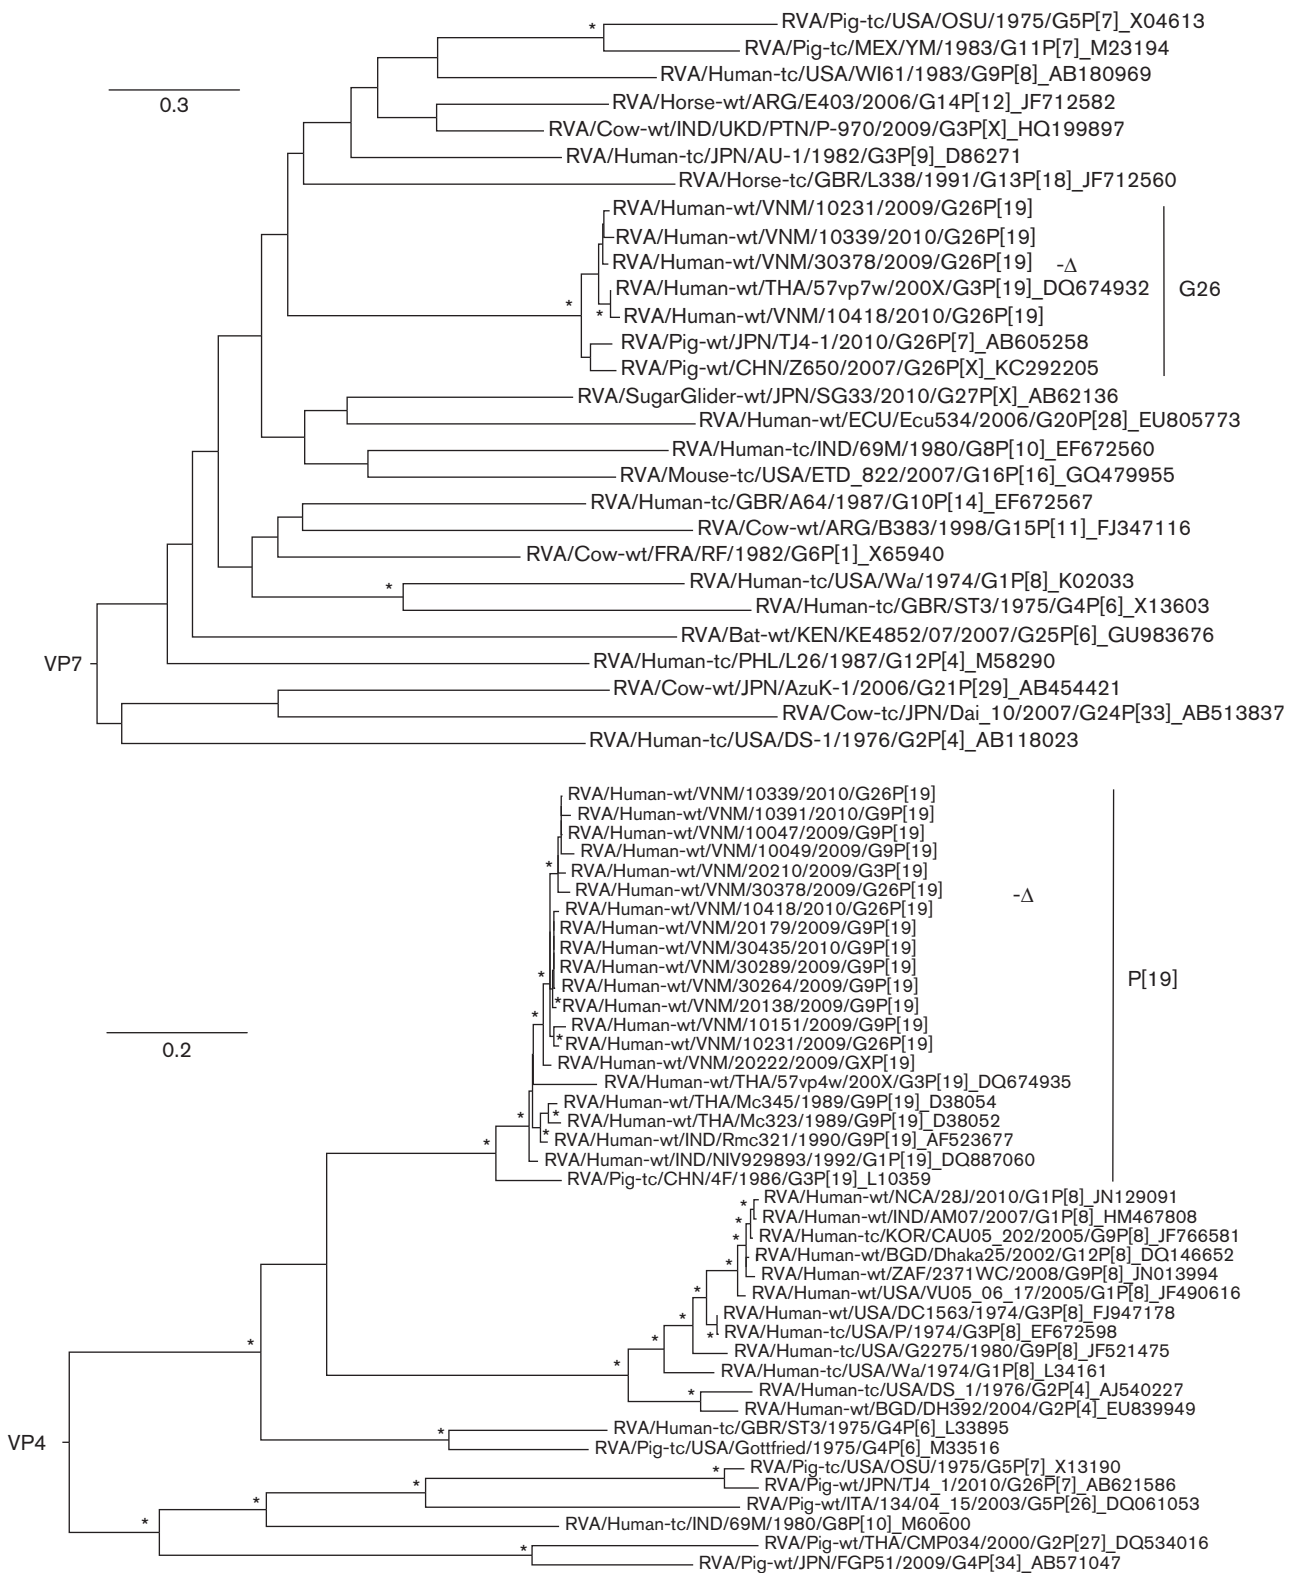 *
RVA/Pig-tc/USA/OSU/1975/G5P[7]_X04613
RVA/Pig-tc/MEX/YM/1983/G11P[7]_M23194
RVA/Human-tc/USA/WI61/1983/G9P[8]_AB180969
0.3
RVA/Horse-wt/ARG/E403/2006/G14P[12]_JF712582
RVA/Cow-wt/IND/UKD/PTN/P-970/2009/G3P[X]_HQ199897
RVA/Human-tc/JPN/AU-1/1982/G3P[9]_D86271
RVA/Horse-tc/GBR/L338/1991/G13P[18]_JF712560
RVA/Human-wt/VNM/10231/2009/G26P[19]
RVA/Human-wt/VNM/10339/2010/G26P[19]
RVA/Human-wt/VNM/30378/2009/G26P[19] -Δ
RVA/Human-wt/THA/57vp7w/200X/G3P[19]_DQ674932 G26
* * RVA/Human-wt/VNM/10418/2010/G26P[19]
RVA/Pig-wt/JPN/TJ4-1/2010/G26P[7]_AB605258
RVA/Pig-wt/CHN/Z650/2007/G26P[X]_KC292205
RVA/SugarGlider-wt/JPN/SG33/2010/G27P[X]_AB62136
RVA/Human-wt/ECU/Ecu534/2006/G20P[28]_EU805773
RVA/Human-tc/IND/69M/1980/G8P[10]_EF672560
RVA/Mouse-tc/USA/ETD_822/2007/G16P[16]_GQ479955
RVA/Human-tc/GBR/A64/1987/G10P[14]_EF672567
RVA/Cow-wt/ARG/B383/1998/G15P[11]_FJ347116
RVA/Cow-wt/FRA/RF/1982/G6P[1]_X65940
* RVA/Human-tc/USA/Wa/1974/G1P[8]_K02033
RVA/Human-tc/GBR/ST3/1975/G4P[6]_X13603
RVA/Bat-wt/KEN/KE4852/07/2007/G25P[6]_GU983676
VP7 RVA/Human-tc/PHL/L26/1987/G12P[4]_M58290
RVA/Cow-wt/JPN/AzuK-1/2006/G21P[29]_AB454421
RVA/Cow-tc/JPN/Dai_10/2007/G24P[33]_AB513837
RVA/Human-tc/USA/DS-1/1976/G2P[4]_AB118023
RVA/Human-wt/VNM/10339/2010/G26P[19]
RVA/Human-wt/VNM/10391/2010/G9P[19]
RVA/Human-wt/VNM/10047/2009/G9P[19]
RVA/Human-wt/VNM/10049/2009/G9P[19]
* RVA/Human-wt/VNM/20210/2009/G3P[19]
RVA/Human-wt/VNM/30378/2009/G26P[19] -Δ
RVA/Human-wt/VNM/10418/2010/G26P[19]
RVA/Human-wt/VNM/20179/2009/G9P[19]
RVA/Human-wt/VNM/30435/2010/G9P[19]
* RVA/Human-wt/VNM/30289/2009/G9P[19]
P[19]
RVA/Human-wt/VNM/30264/2009/G9P[19]
* RVA/Human-wt/VNM/20138/2009/G9P[19]
* RVA/Human-wt/VNM/10151/2009/G9P[19]
* RVA/Human-wt/VNM/10231/2009/G26P[19]
0.2
RVA/Human-wt/VNM/20222/2009/GXP[19]
RVA/Human-wt/THA/57vp4w/200X/G3P[19]_DQ674935
RVA/Human-wt/THA/Mc345/1989/G9P[19]_D38054
* * RVA/Human-wt/THA/Mc323/1989/G9P[19]_D38052
* * RVA/Human-wt/IND/Rmc321/1990/G9P[19]_AF523677
RVA/Human-wt/IND/NIV929893/1992/G1P[19]_DQ887060
RVA/Pig-tc/CHN/4F/1986/G3P[19]_L10359
* RVA/Human-wt/NCA/28J/2010/G1P[8]_JN129091
* RVA/Human-wt/IND/AM07/2007/G1P[8]_HM467808
* RVA/Human-tc/KOR/CAU05_202/2005/G9P[8]_JF766581
* RVA/Human-wt/BGD/Dhaka25/2002/G12P[8]_DQ146652
RVA/Human-wt/ZAF/2371WC/2008/G9P[8]_JN013994
* RVA/Human-wt/USA/VU05_06_17/2005/G1P[8]_JF490616
* RVA/Human-wt/USA/DC1563/1974/G3P[8]_FJ947178
* * RVA/Human-tc/USA/P/1974/G3P[8]_EF672598
* RVA/Human-tc/USA/G2275/1980/G9P[8]_JF521475
* RVA/Human-tc/USA/Wa/1974/G1P[8]_L34161
* RVA/Human-tc/USA/DS_1/1976/G2P[4]_AJ540227
RVA/Human-wt/BGD/DH392/2004/G2P[4]_EU839949
* RVA/Human-tc/GBR/ST3/1975/G4P[6]_L33895
VP4
RVA/Pig-tc/USA/Gottfried/1975/G4P[6]_M33516
* RVA/Pig-tc/USA/OSU/1975/G5P[7]_X13190
* RVA/Pig-wt/JPN/TJ4_1/2010/G26P[7]_AB621586
* RVA/Pig-wt/ITA/134/04_15/2003/G5P[26]_DQ061053
* RVA/Human-tc/IND/69M/1980/G8P[10]_M60600
* RVA/Pig-wt/THA/CMP034/2000/G2P[27]_DQ534016
RVA/Pig-wt/JPN/FGP51/2009/G4P[34]_AB571047